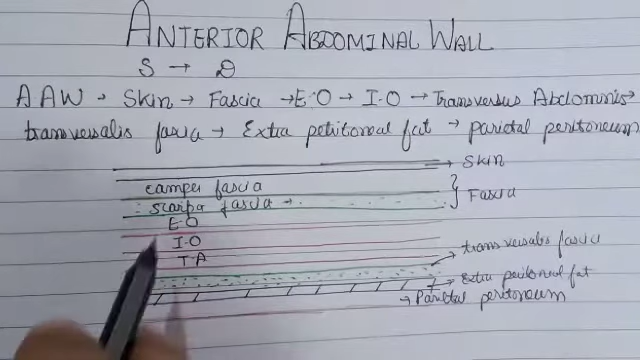 ANTERIOR ABDOMINAL WALL
S → D
AAW → Skin → Fascia → E.O → I.O → Transversus Abdominis →
transversalis fascia → Extra peritoneal fat → parietal peritoneum
→ Skin
camper fascia
scarpa fascia
Fascia
E.O
I.O
T.A
transversalis fascia
Extra peritoneal fat
→ Parietal peritoneum